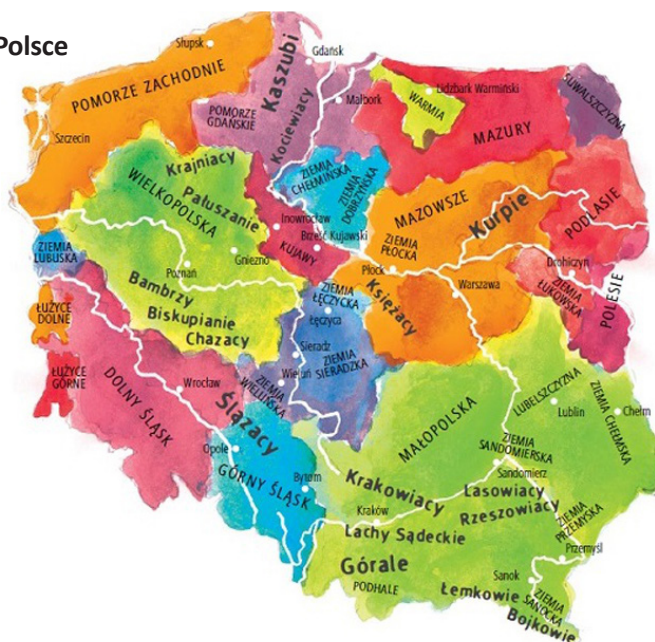 Polsce
Słupsk
Gdańsk
POMORZE ZACHODNIE
Kaszubi
Kociewiacy
Malbork
POMORZE
GDAŃSKIE
Szczecin
Lidzbark Warmiński
WARMIA
MAZURY
SUWALSZCZYZNA
Krajniacy
WIELKOPOLSKA
Pałuszanie
ZIEMIA
CHEŁMIŃSKA
ZIEMIA
DOBRZYŃSKA
Inowrocław
Brześć Kujawski
KUJAWY
MAZOWSZE
Kurpie
PODLASIE
ZIEMIA
LUBUSKA
Poznań
Gniezno
Płock
ZIEMIA
PŁOCKA
Warszawa
Drohiczyn
ZIEMIA
ŁUKOWSKA
POLESIE
Bambrzy
Biskupianie
Chazacy
ZIEMIA
ŁĘCZYCKA
Łęczyca
Księżacy
ŁUŻYCE
DOLNE
ŁUŻYCE
GÓRNE
DOLNY ŚLĄSK
Wrocław
Sieradz
Wieluń
ZIEMIA
WIELUŃSKA
ZIEMIA
SIERADZKA
Ślązacy
Opole
GÓRNY ŚLĄSK
Bytom
MAŁOPOLSKA
LUBELSZCZYZNA
Lublin
ZIEMIA CHEŁMSKA
Chełm
ZIEMIA
SANDOMIERSKA
Sandomierz
Krakowiacy
Kraków
Lasowiacy
Rzeszowiacy
Lachy Sądeckie
ZIEMIA
PRZEMYSKA
Przemyśl
Górale
PODHALE
Sanok
Łemkowie
ZIEMIA
SANOCKA
Bojkowie